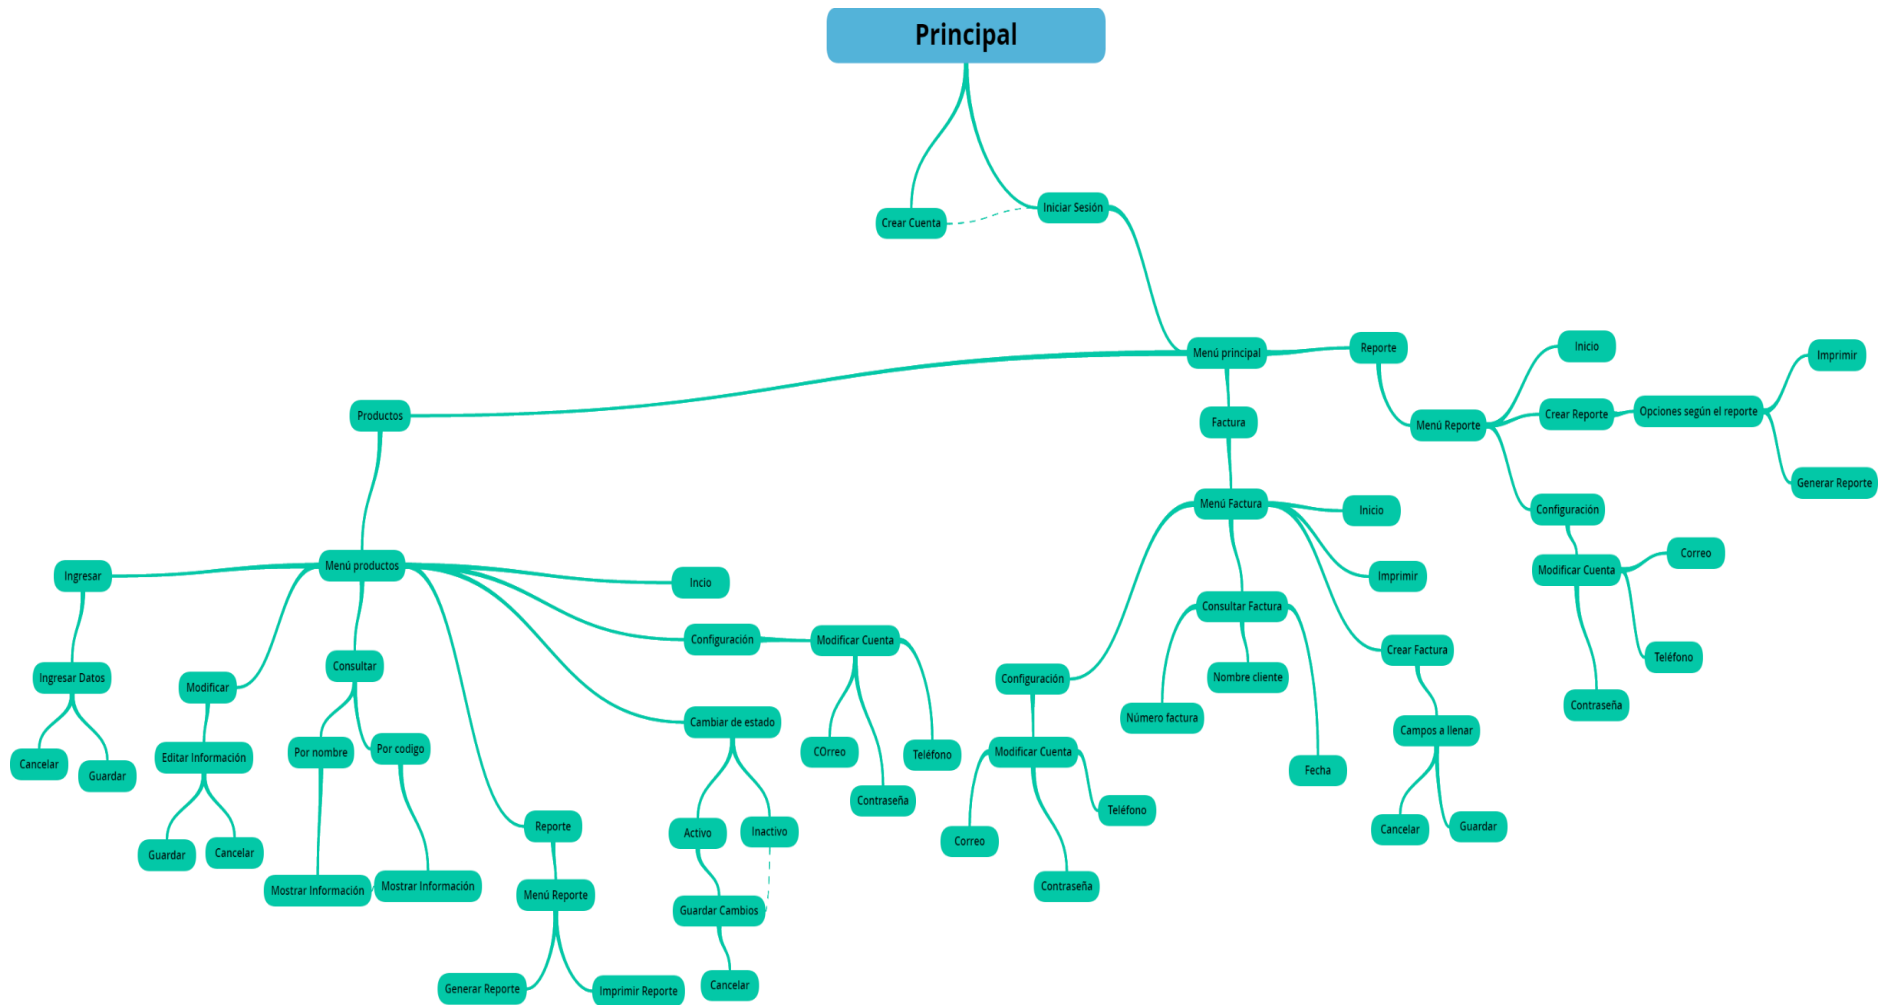 Principal
Crear Cuenta
Iniciar Sesión
Menú principal
Reporte
Inicio
Imprimir
Productos
Factura
Menú Reporte
Crear Reporte
Opciones según el reporte
Generar Reporte
Menú Factura
Inicio
Configuración
Ingresar
Menú productos
Incio
Imprimir
Modificar Cuenta
Correo
Consultar Factura
Configuración
Modificar Cuenta
Crear Factura
Teléfono
Ingresar Datos
Modificar
Consultar
Configuración
Nombre cliente
Contraseña
Cambiar de estado
Número factura
Campos a llenar
Cancelar
Guardar
Editar Información
Por nombre
Por codigo
COrreo
Teléfono
Modificar Cuenta
Fecha
Contraseña
Teléfono
Guardar
Cancelar
Reporte
Activo
Inactivo
Correo
Cancelar
Guardar
Mostrar Información
Mostrar Información
Menú Reporte
Guardar Cambios
Contraseña
Generar Reporte
Imprimir Reporte
Cancelar